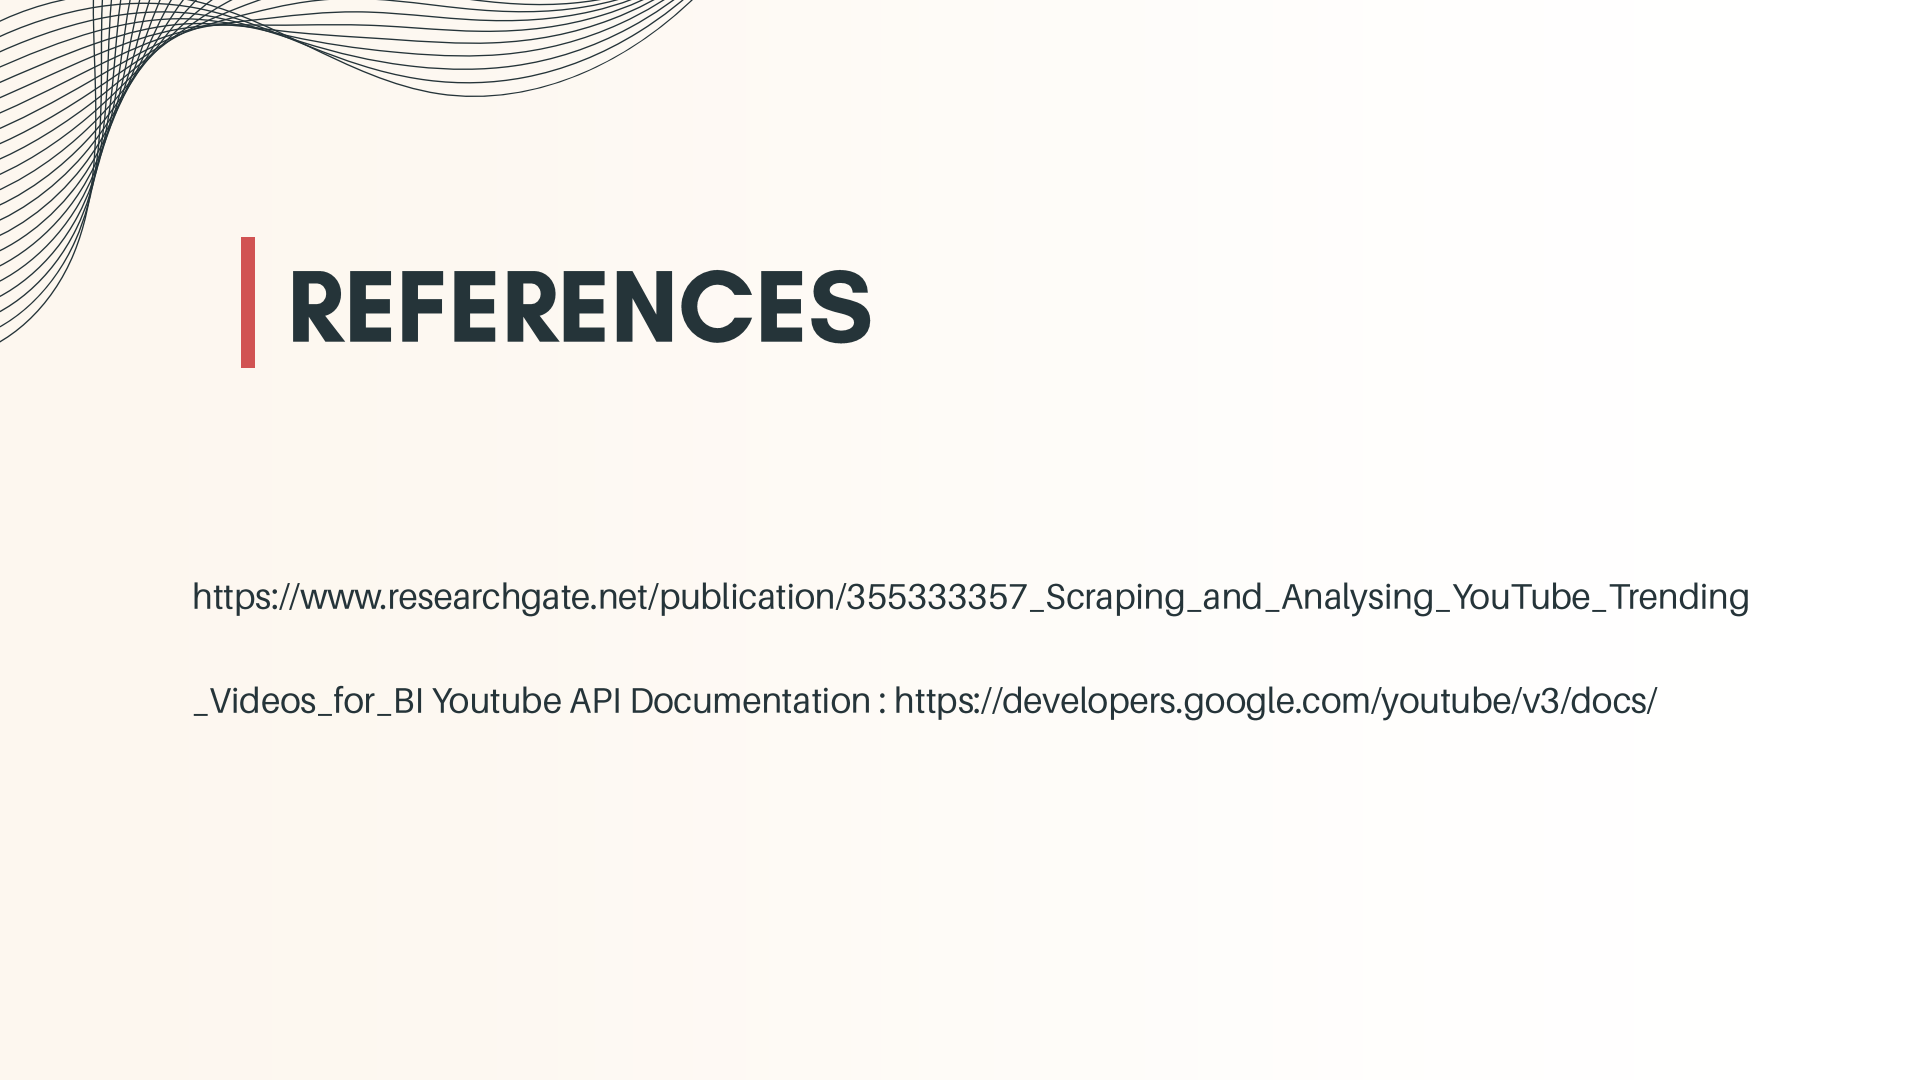 REFERENCES
https://www.researchgate.net/publication/355333357_Scraping_and_Analysing_YouTube_Trending
_Videos_for_BI Youtube API Documentation : https://developers.google.com/youtube/v3/docs/